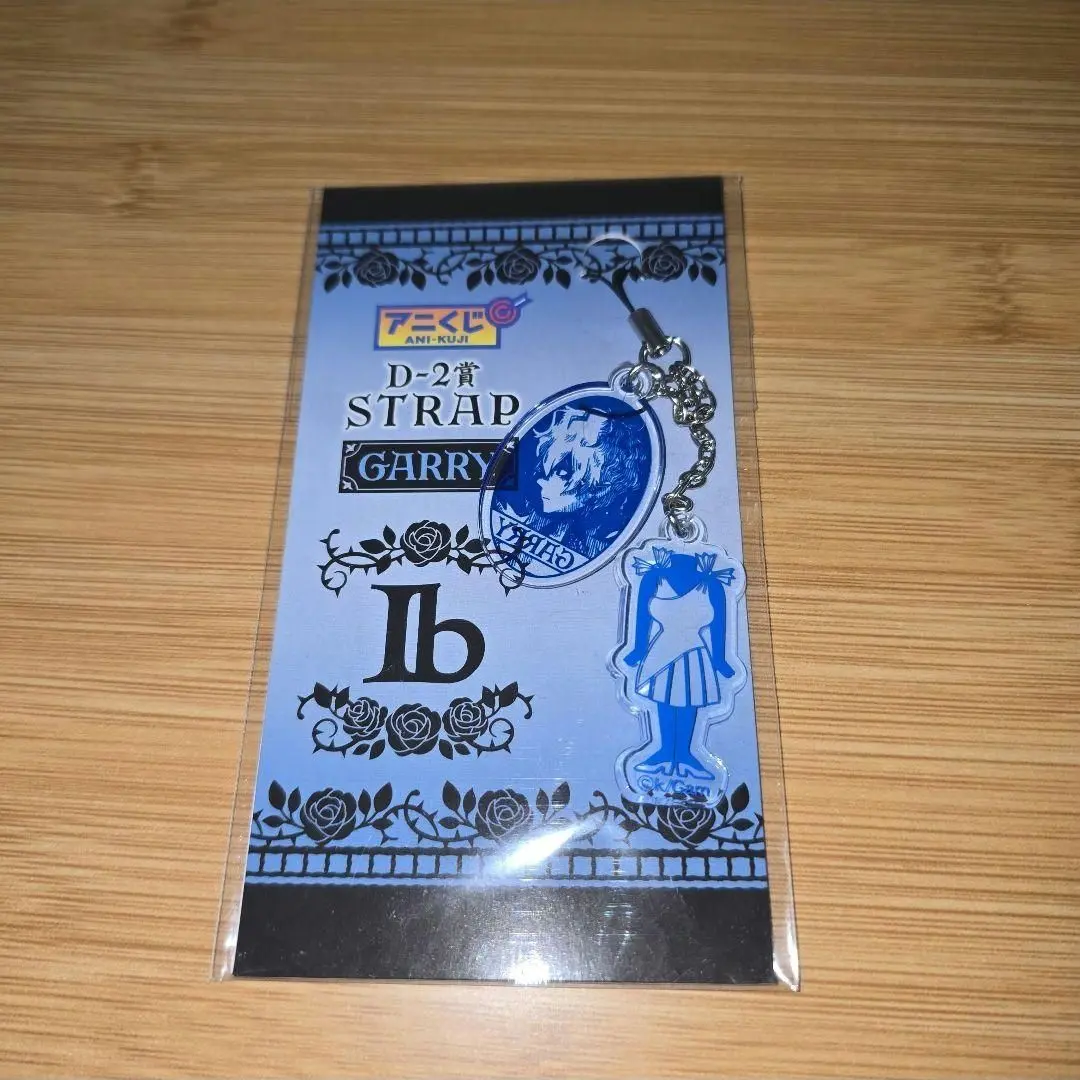 アニくじ
ANI-KUJI
D-2賞
STRAP
GARRY
GARRY
Ib
©k/Gam